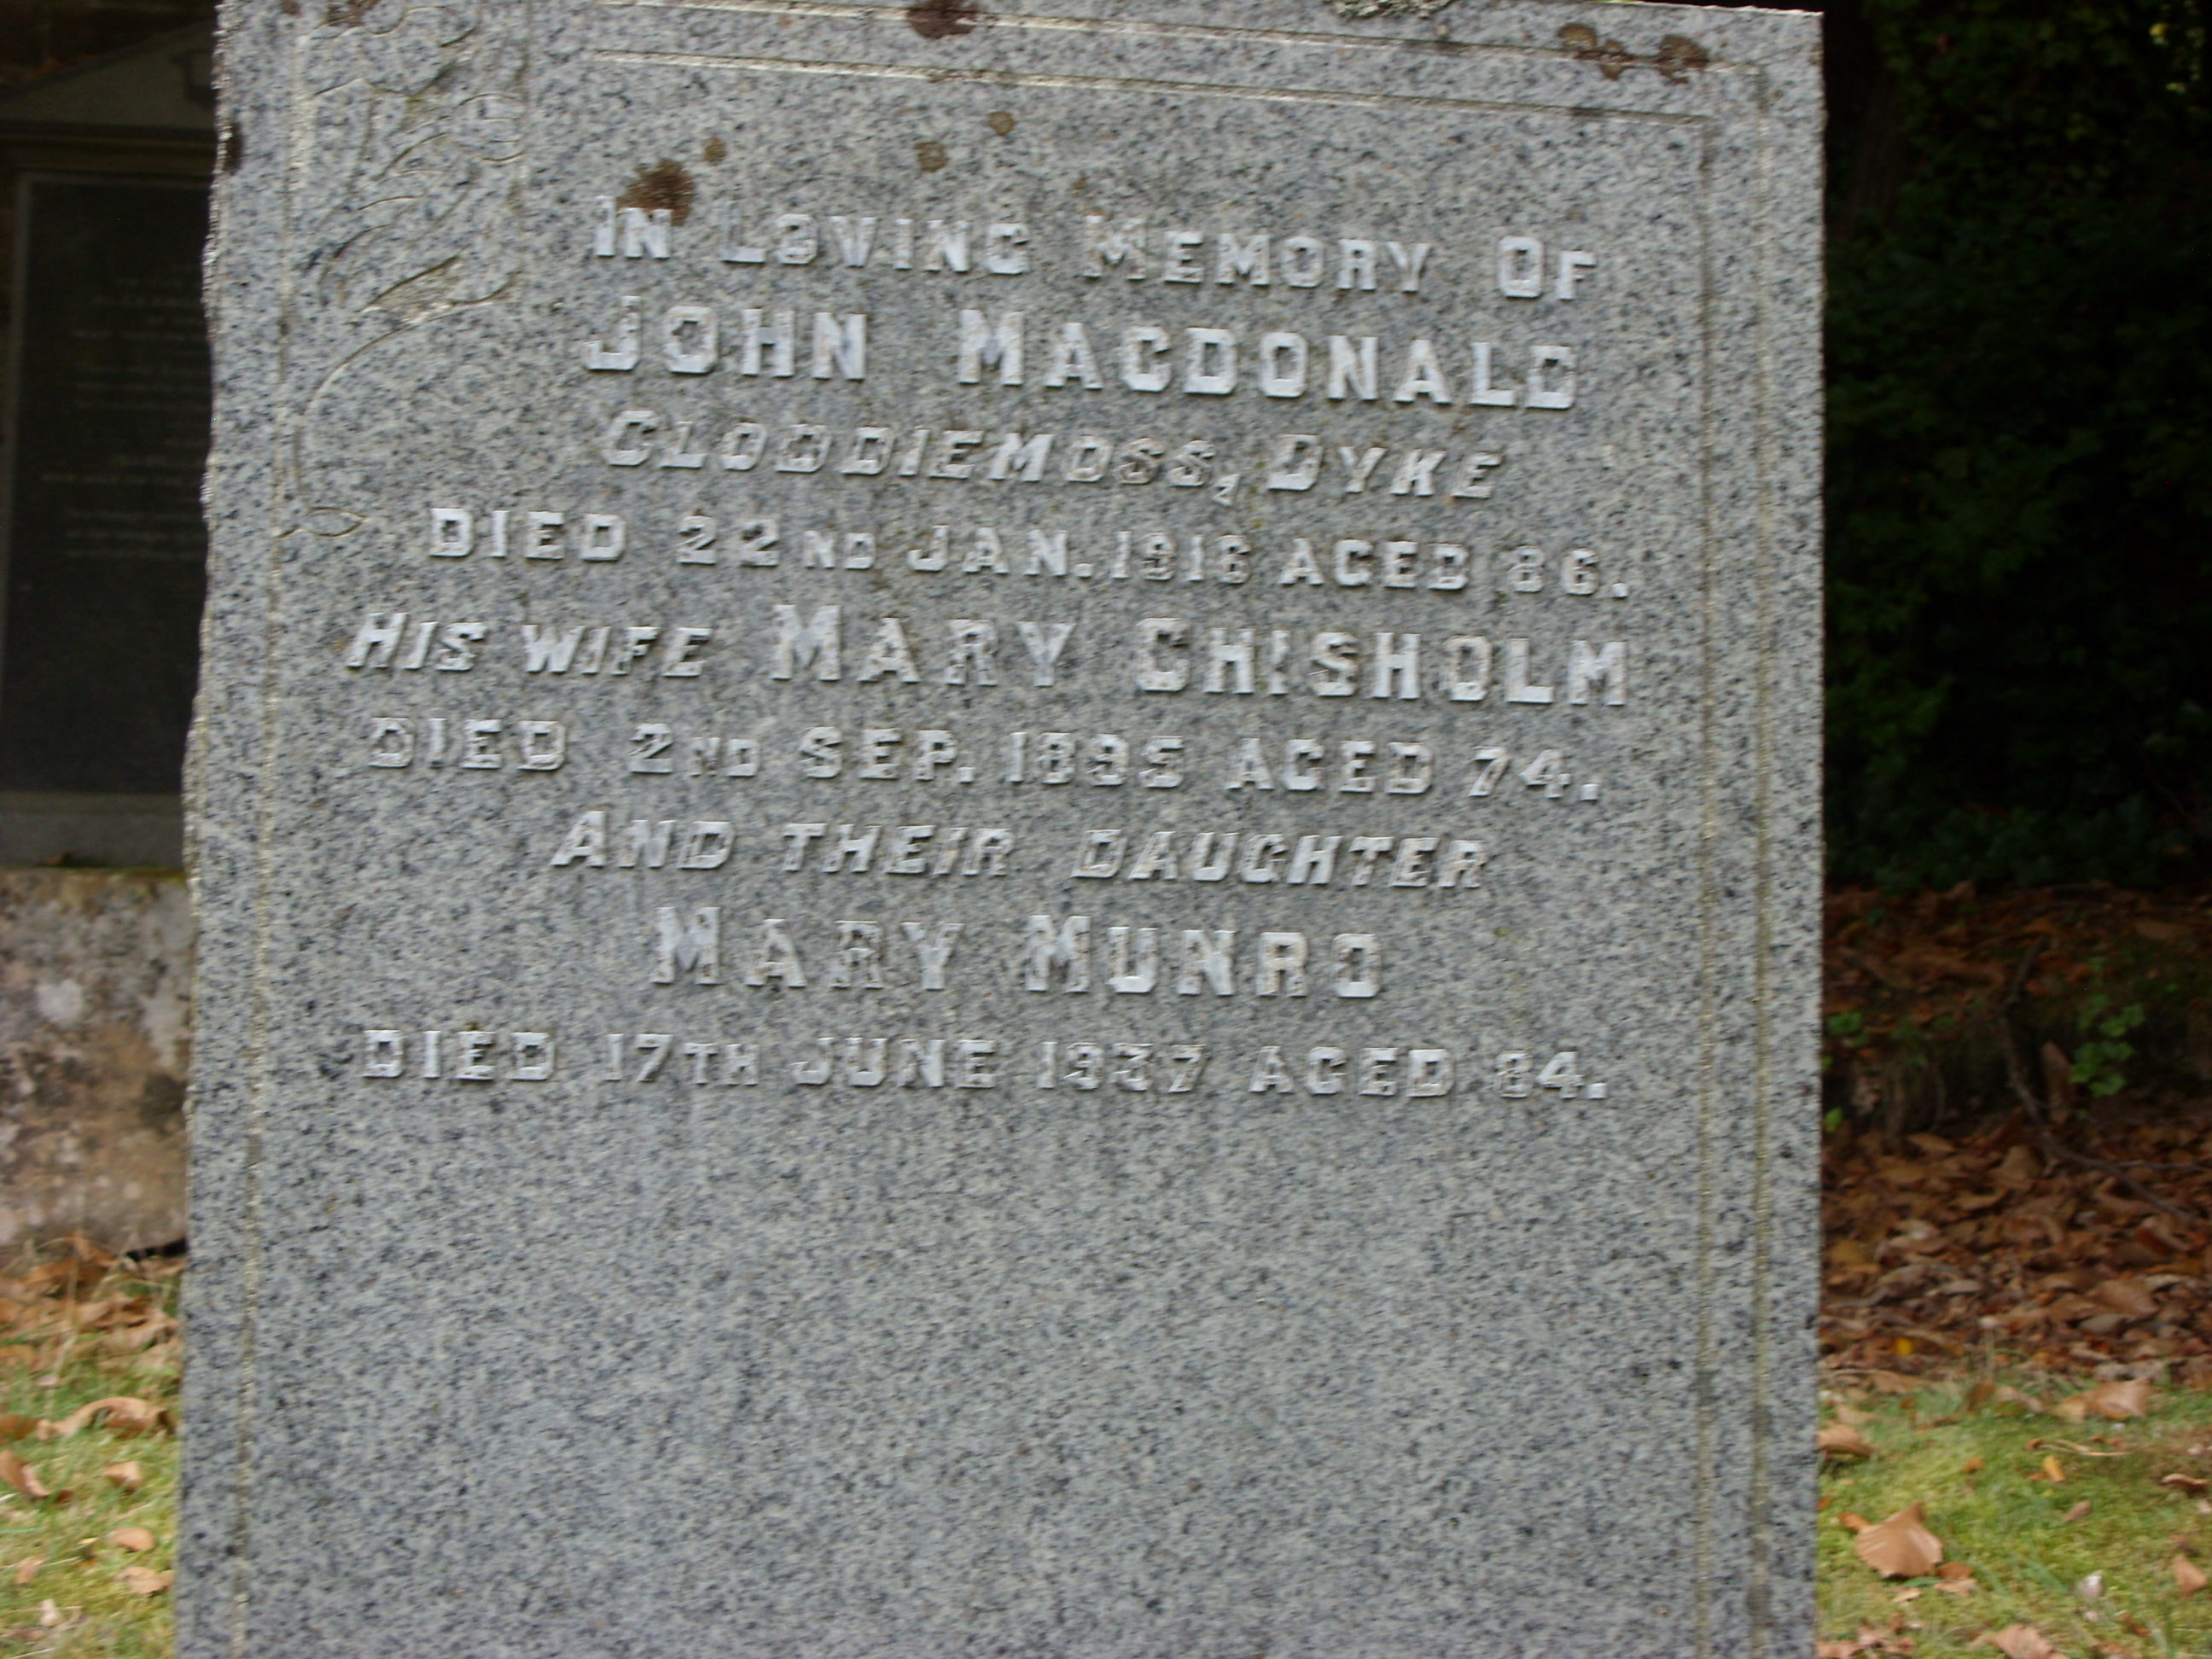 In Loving Memory Of
John Macdonald
Cloddiemoss, Dyke
Died 22nd Jan. 1916 aged 86.
His wife Mary Chisholm
Died 2nd Sep. 1895 aged 74.
And their daughter
Mary Munro
Died 17th June 1937 aged 84.